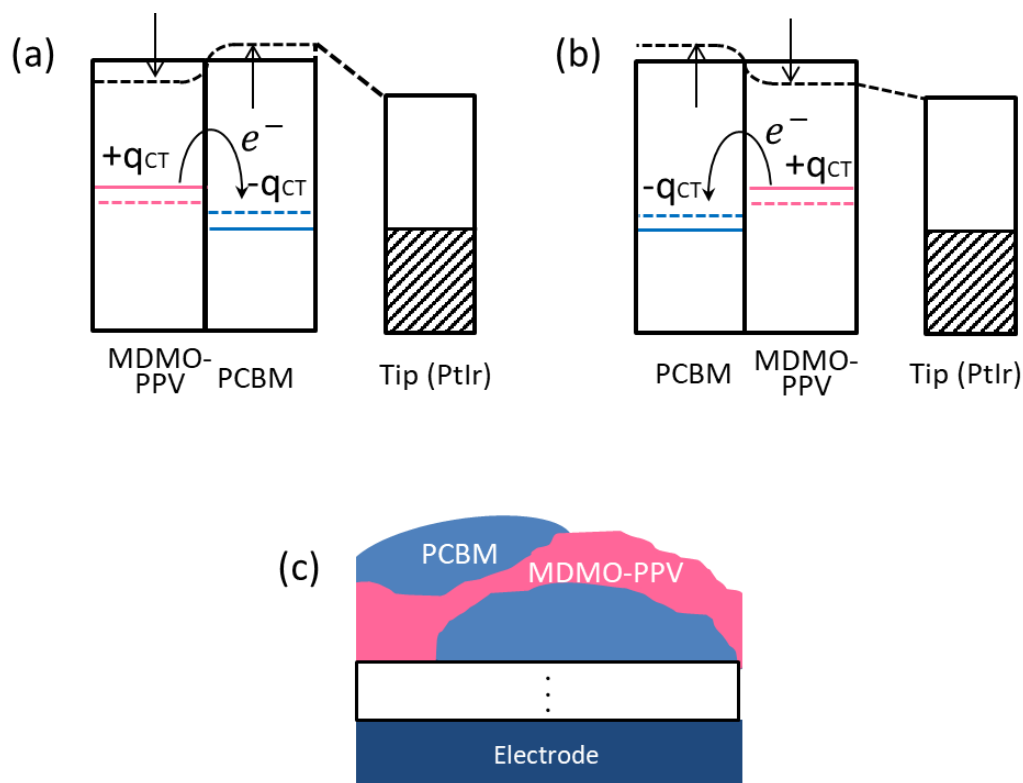 (a)
e⁻
+qCT
-qCT
MDMO-
PPV
PCBM
Tip (PtIr)
(b)
e⁻
-qCT
+qCT
PCBM
MDMO-
PPV
Tip (PtIr)
(c)
PCBM
MDMO-PPV
Electrode